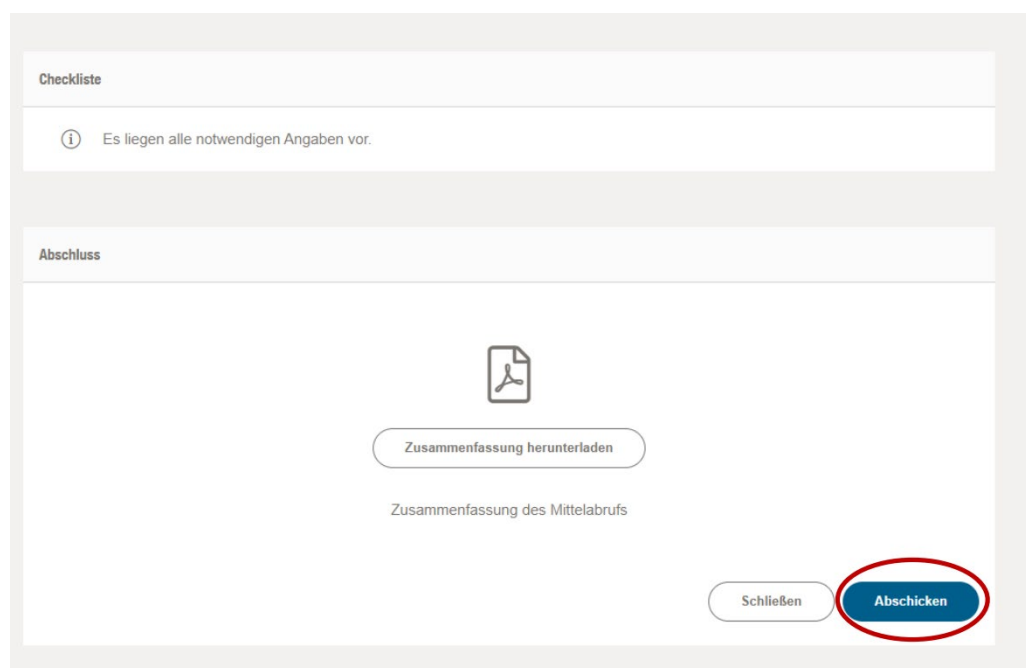 Checkliste
Es liegen alle notwendigen Angaben vor.
Abschluss
Zusammenfassung herunterladen
Zusammenfassung des Mittelabrufs
Schließen
Abschicken